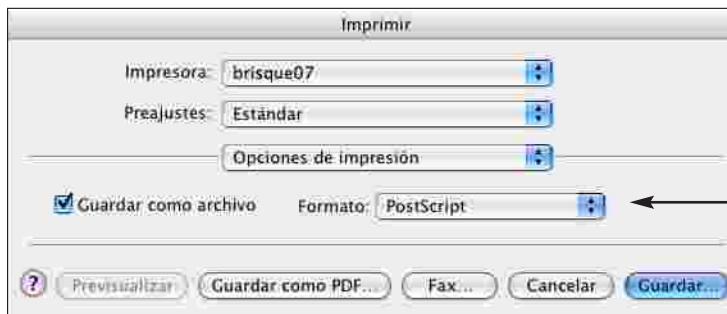 Imprimir
Impresora: brisque07
Preajustes: Estándar
Opciones de impresión
Guardar como archivo Formato: PostScript
? Previsualizar Guardar como PDF... Fax... Cancelar Guardar...